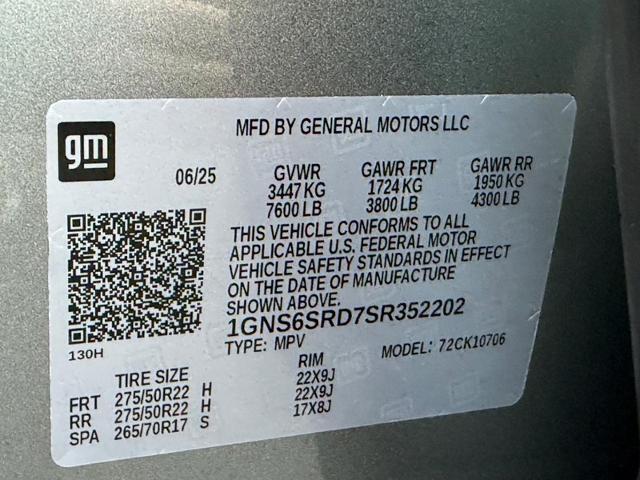 gm
MFD BY GENERAL MOTORS LLC
06/25 GVWR GAWR FRT GAWR RR
3447 KG 1724 KG 1950 KG
7600 LB 3800 LB 4300 LB
THIS VEHICLE CONFORMS TO ALL
APPLICABLE U.S. FEDERAL MOTOR
VEHICLE SAFETY STANDARDS IN EFFECT
ON THE DATE OF MANUFACTURE
SHOWN ABOVE.
1GNS6SRD7SR352202
130H
TYPE: MPV MODEL: 72CK10706
TIRE SIZE RIM
FRT 275/50R22 H 22X9J
RR 275/50R22 H 22X9J
SPA 265/70R17 S 17X8J